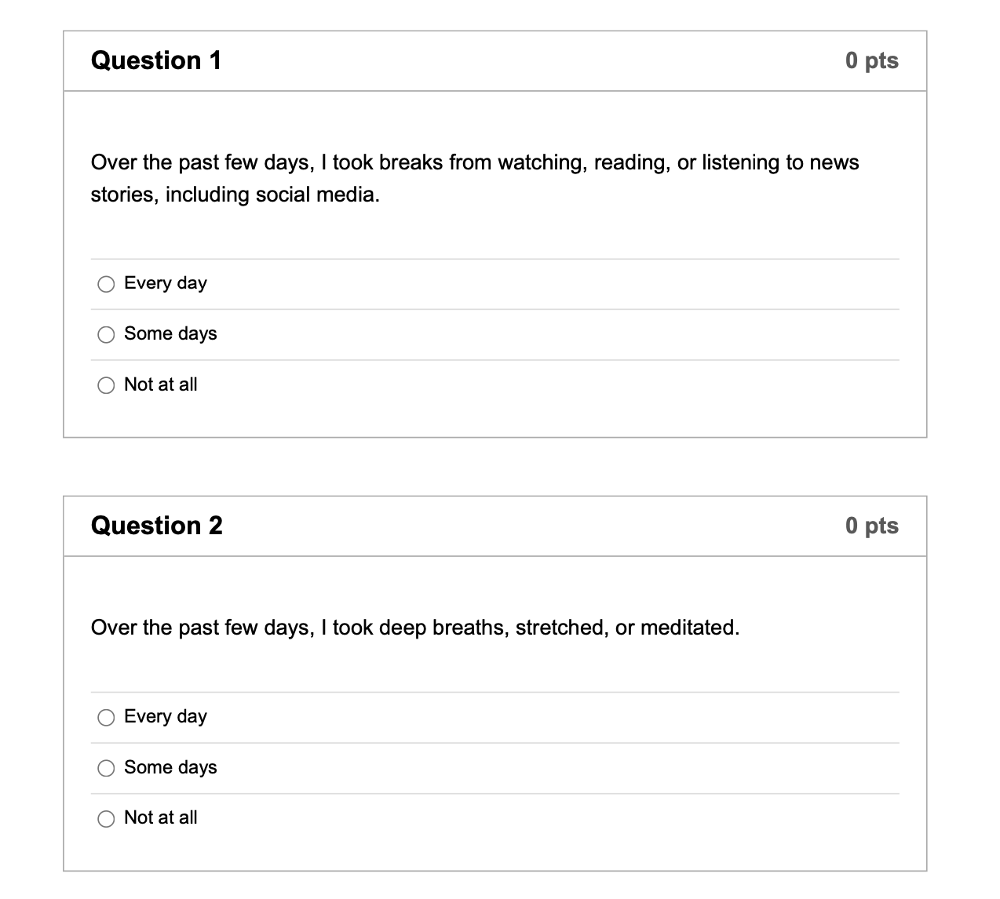 Question 1
0 pts
Over the past few days, I took breaks from watching, reading, or listening to news
stories, including social media.
Every day
Some days
Not at all
Question 2
0 pts
Over the past few days, I took deep breaths, stretched, or meditated.
Every day
Some days
Not at all